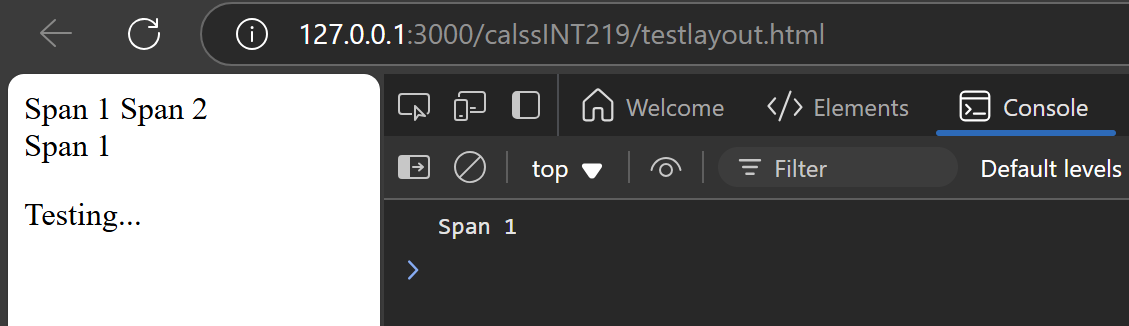 127.0.0.1:3000/calssINT219/testlayout.html
Span 1 Span 2
Span 1
Testing...
Welcome Elements Console
top Filter Default levels
Span 1